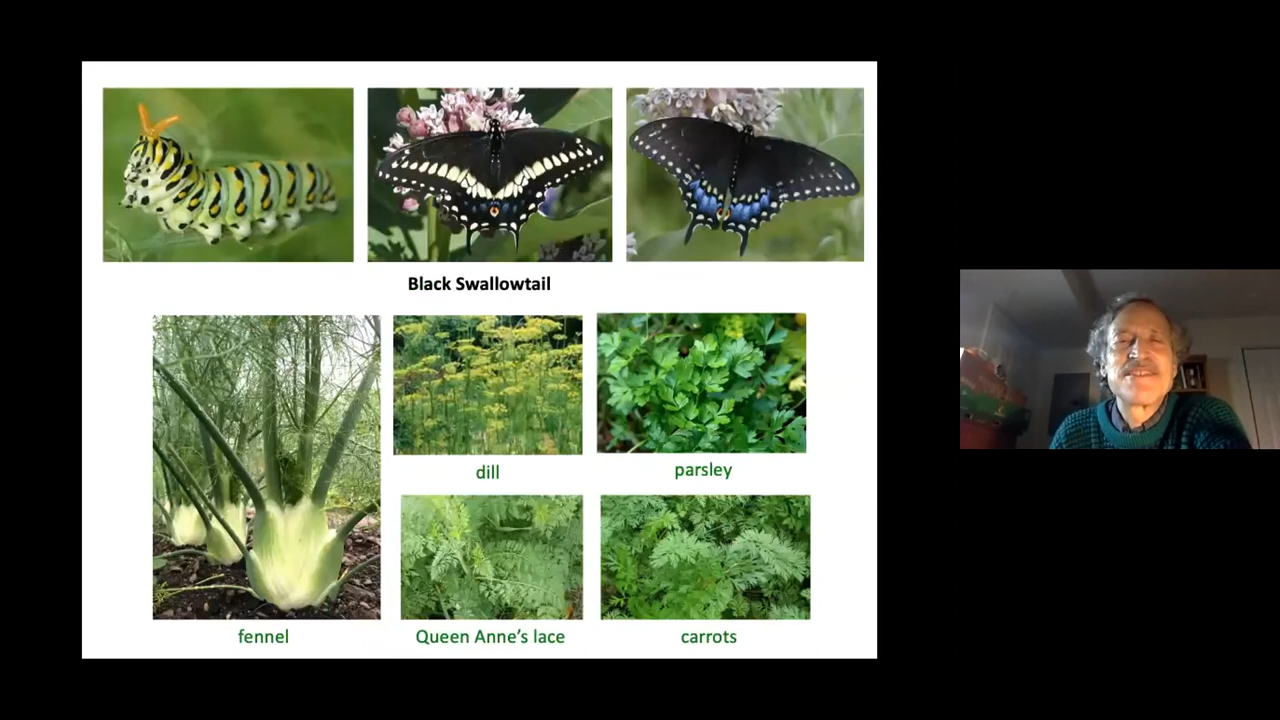 Black Swallowtail
dill
parsley
fennel
Queen Anne’s lace
carrots